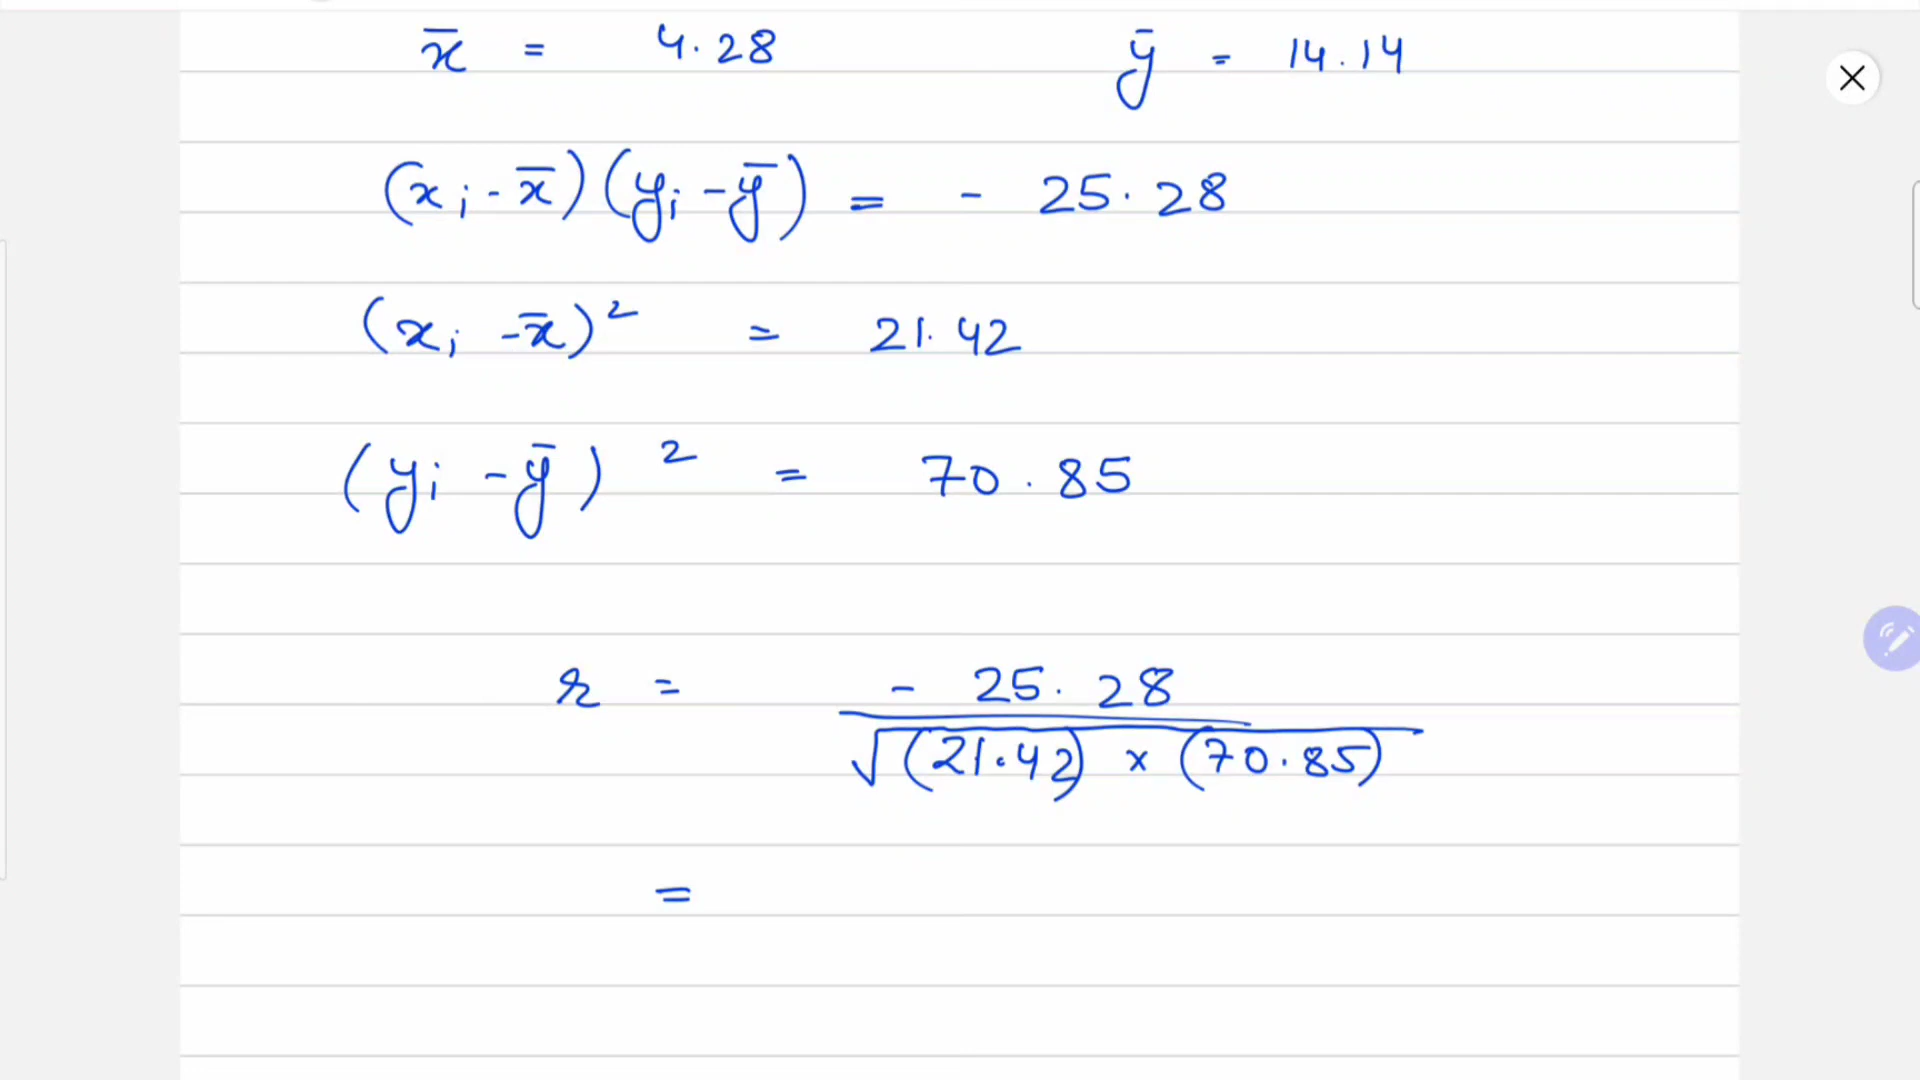 x̄ = 4.28 ȳ = 14.14
(xi - x̄)(yi - ȳ) = - 25.28
(xi - x̄)² = 21.42
(yi - ȳ)² = 70.85
r = - 25.28
√(21.42) × (70.85)
=